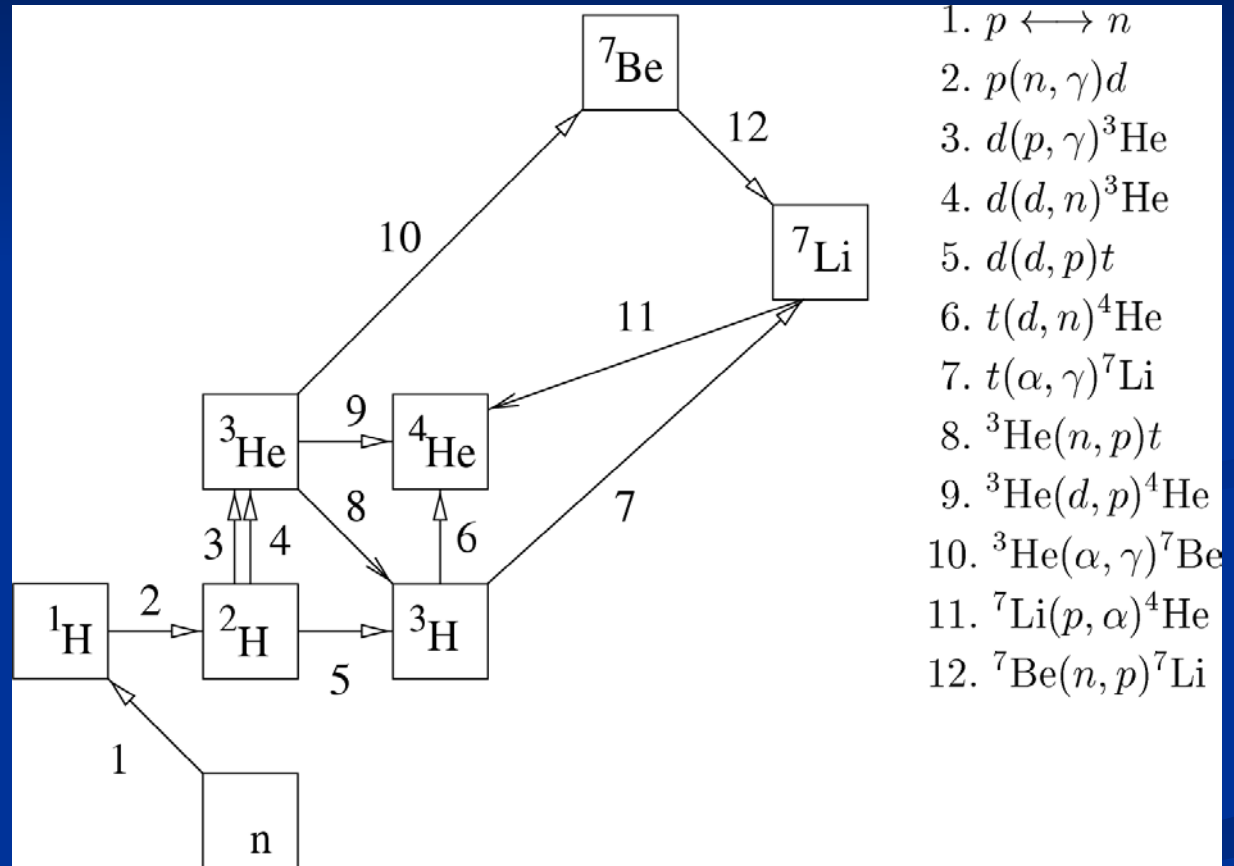 ⁷Be
12
10
⁷Li
11
³He
9
⁴He
8
7
3
4
6
¹H
2
²H
³H
5
1
n
1. p ⟷ n
2. p(n, γ)d
3. d(p, γ)³He
4. d(d, n)³He
5. d(d, p)t
6. t(d, n)⁴He
7. t(α, γ)⁷Li
8. ³He(n, p)t
9. ³He(d, p)⁴He
10. ³He(α, γ)⁷Be
11. ⁷Li(p, α)⁴He
12. ⁷Be(n, p)⁷Li